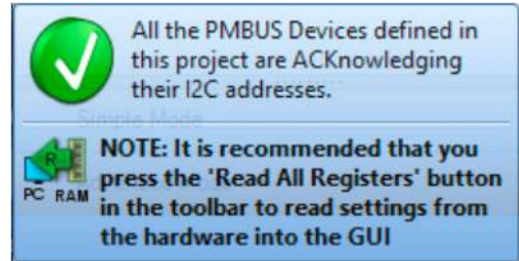 All the PMBUS Devices defined in
this project are ACKnowledging
their I2C addresses.
Simple Mode
R
PC RAM
NOTE: It is recommended that you
press the 'Read All Registers' button
in the toolbar to read settings from
the hardware into the GUI